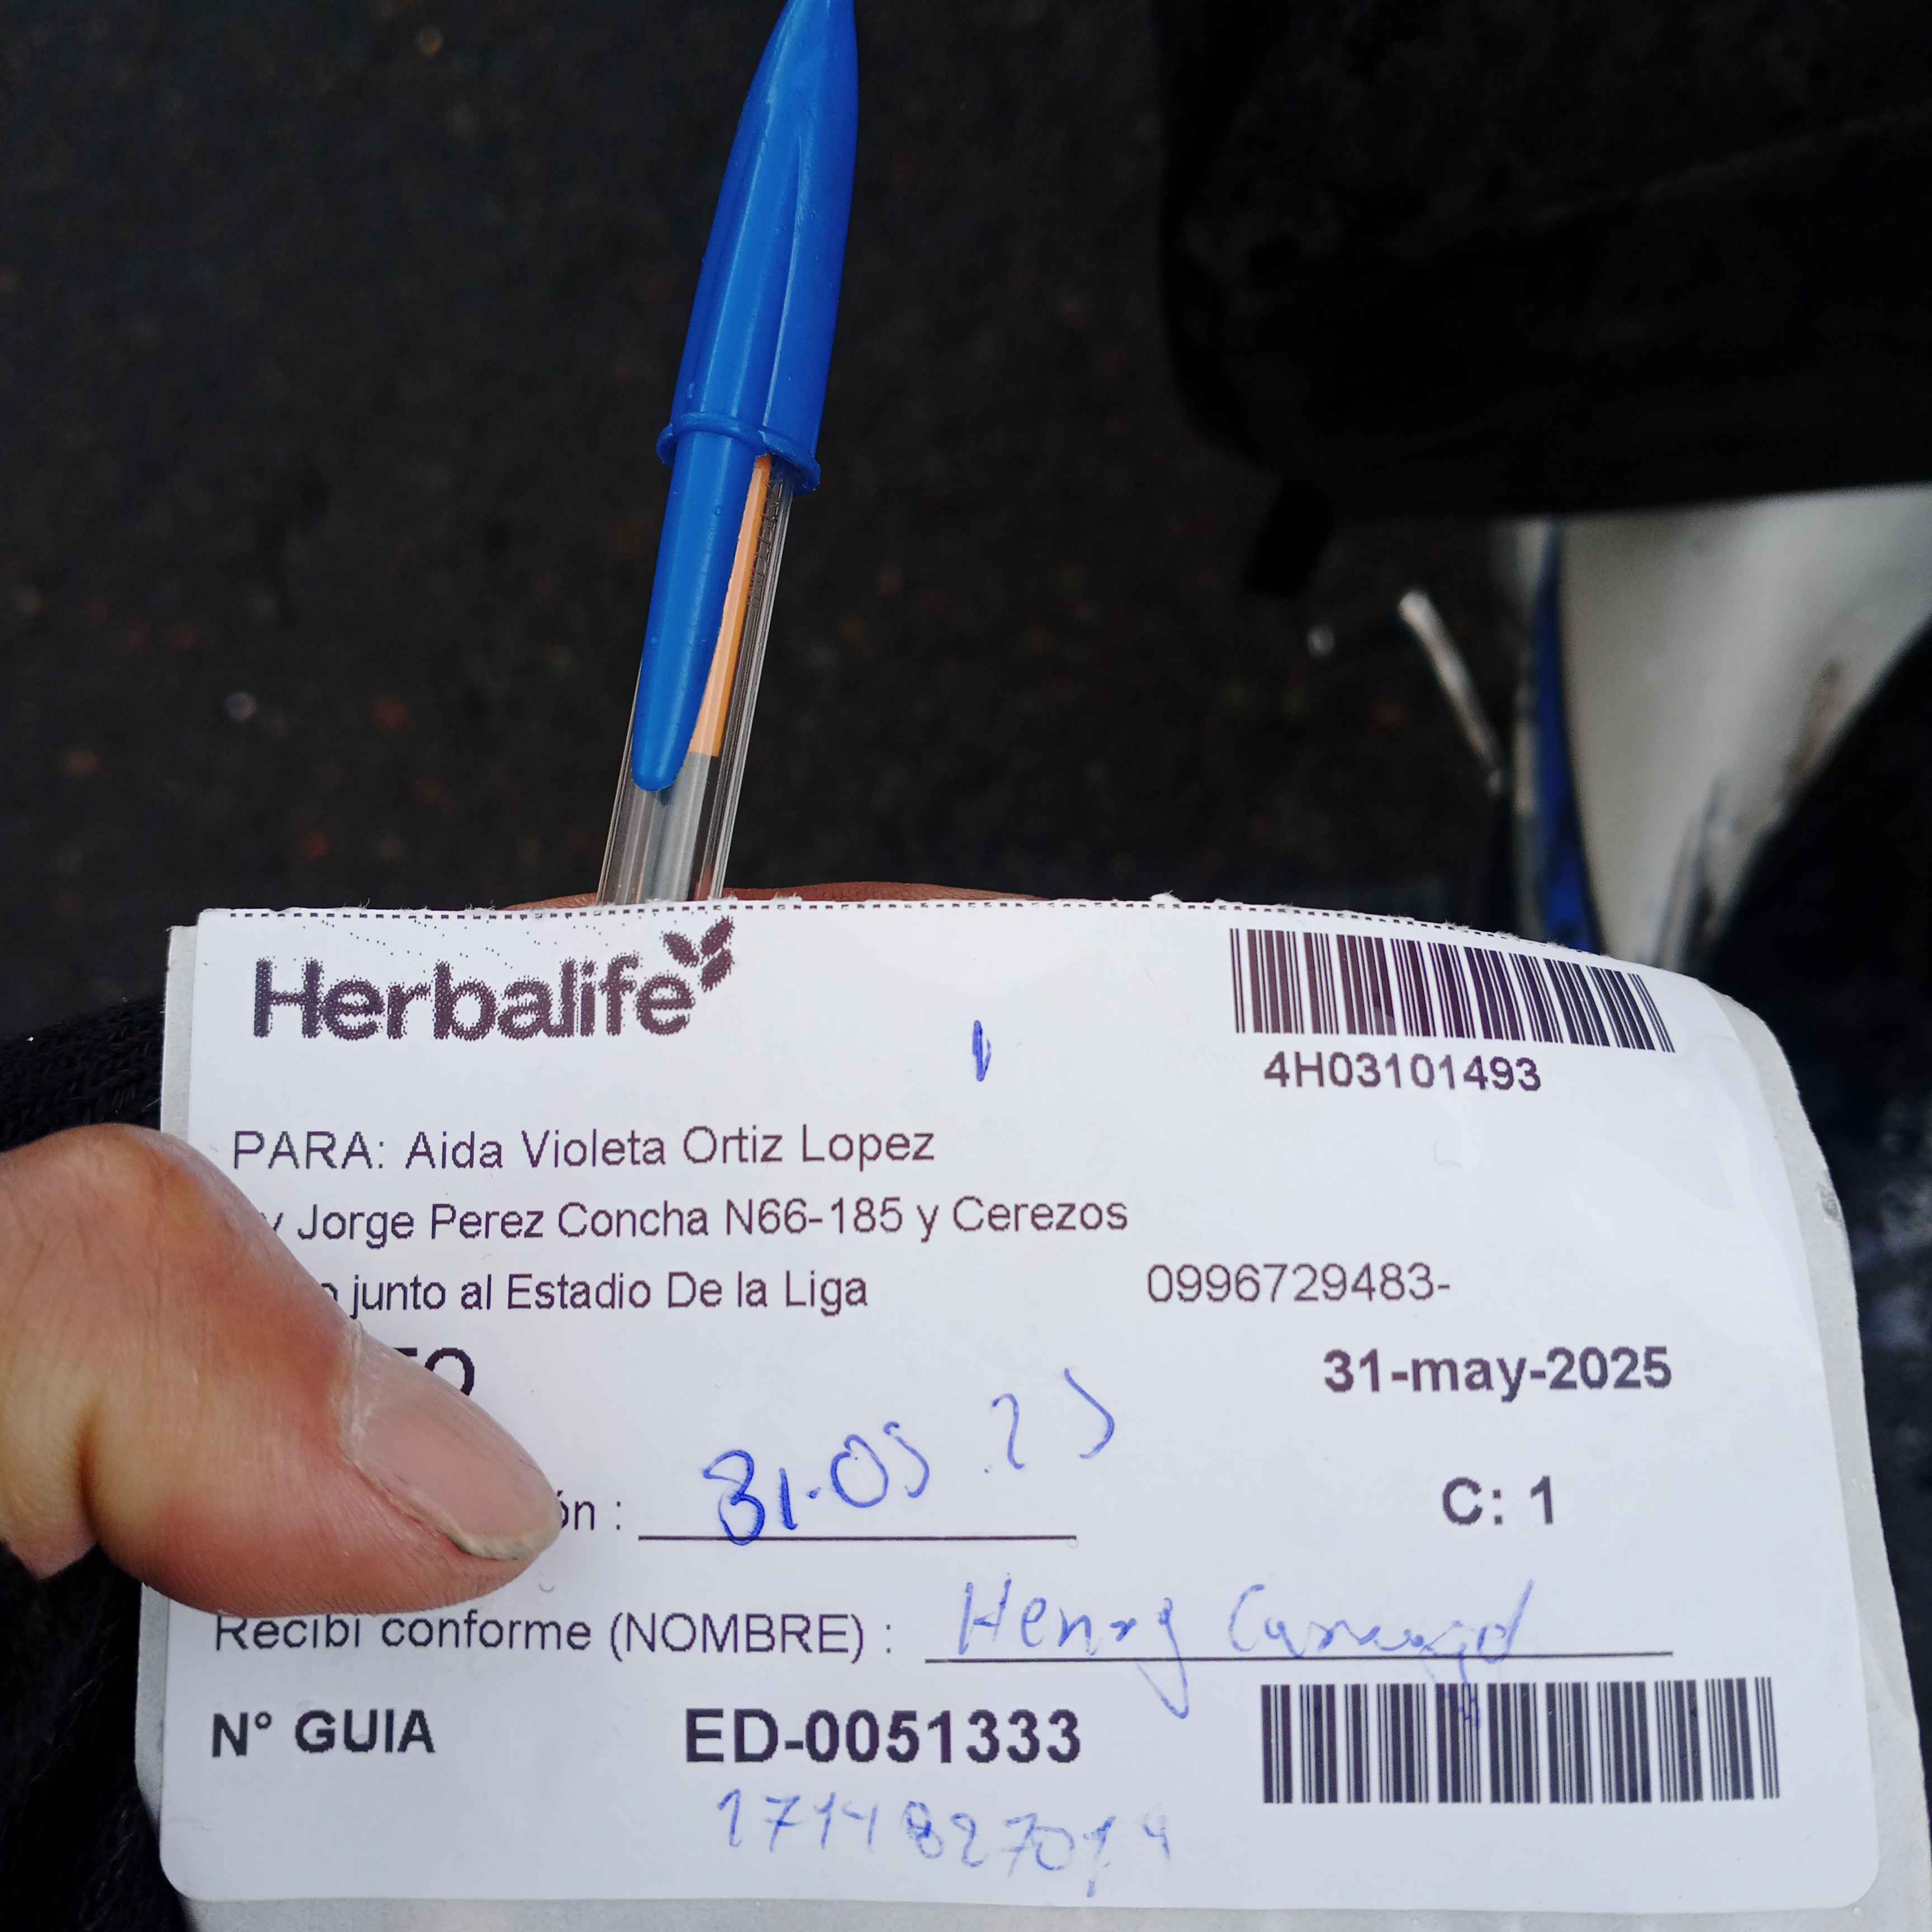 Herbalife
4H03101493
PARA: Aida Violeta Ortiz Lopez
Jorge Perez Concha N66-185 y Cerezos
junto al Estadio De la Liga 0996729483-
31-may-2025
31.05.25
C: 1
Recibi conforme (NOMBRE) : Henry
N° GUIA ED-0051333